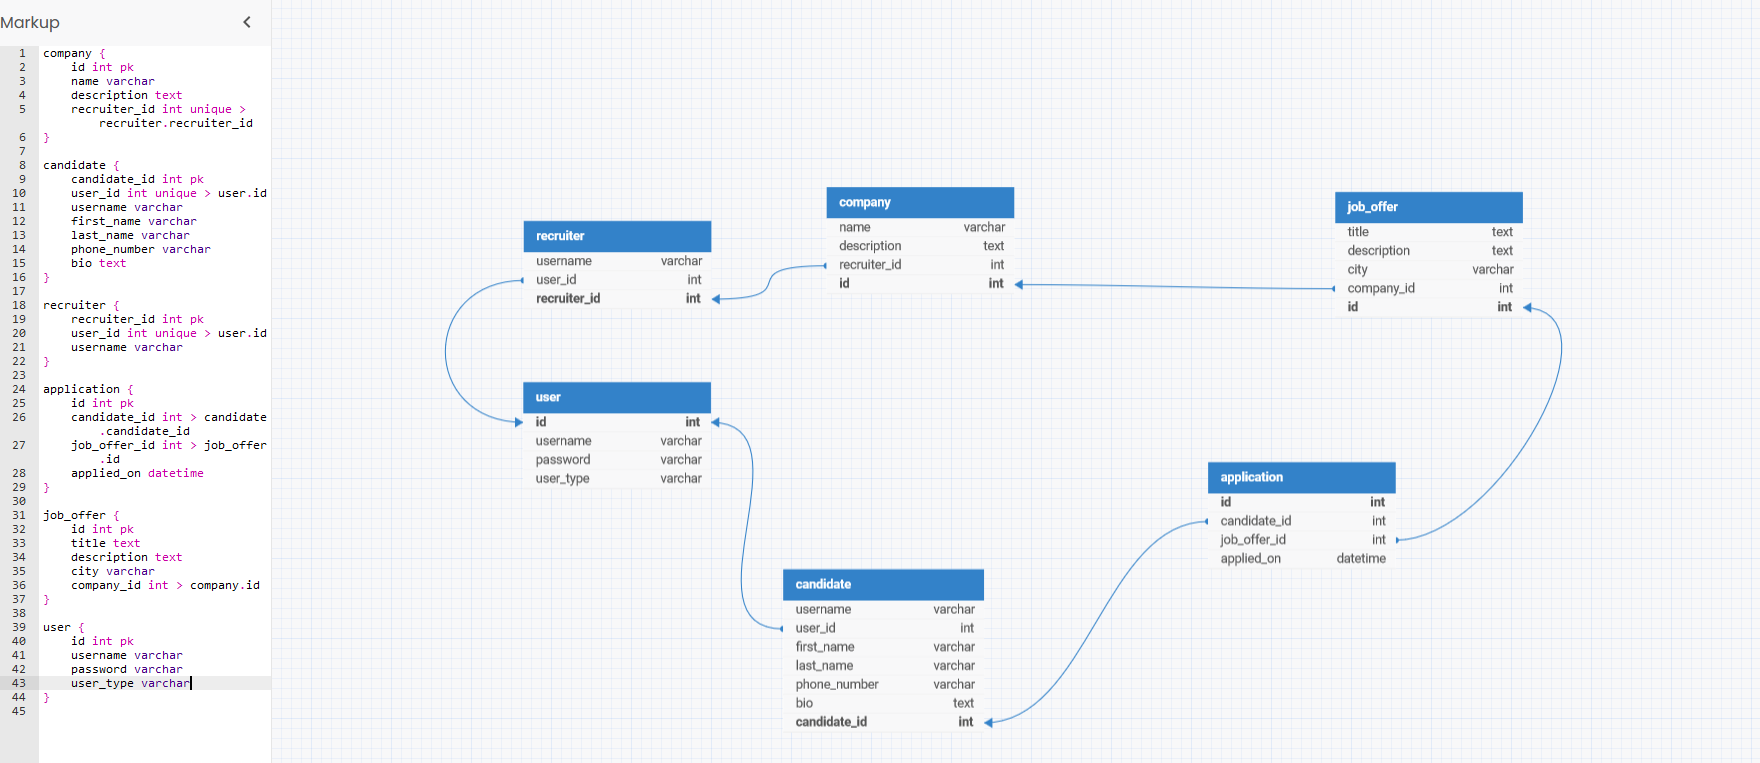 Markup
1 company {
2 id int pk
3 name varchar
4 description text
5 recruiter_id int unique >
recruiter.recruiter_id
6 }
7
8 candidate {
9 candidate_id int pk
10 user_id int unique > user.id
11 username varchar
12 first_name varchar
13 last_name varchar
14 phone_number varchar
15 bio text
16 }
17
18 recruiter {
19 recruiter_id int pk
20 user_id int unique > user.id
21 username varchar
22 }
23
24 application {
25 id int pk
26 candidate_id int > candidate
.candidate_id
27 job_offer_id int > job_offer
.id
28 applied_on datetime
29 }
30
31 job_offer {
32 id int pk
33 title text
34 description text
35 city varchar
36 company_id int > company.id
37 }
38
39 user {
40 id int pk
41 username varchar
42 password varchar
43 user_type varchar
44 }
45
recruiter
username varchar
user_id int
recruiter_id int
company
name varchar
description text
recruiter_id int
id int
job_offer
title text
description text
city varchar
company_id int
id int
user
id int
username varchar
password varchar
user_type varchar
application
id int
candidate_id int
job_offer_id int
applied_on datetime
candidate
username varchar
user_id int
first_name varchar
last_name varchar
phone_number varchar
bio text
candidate_id int